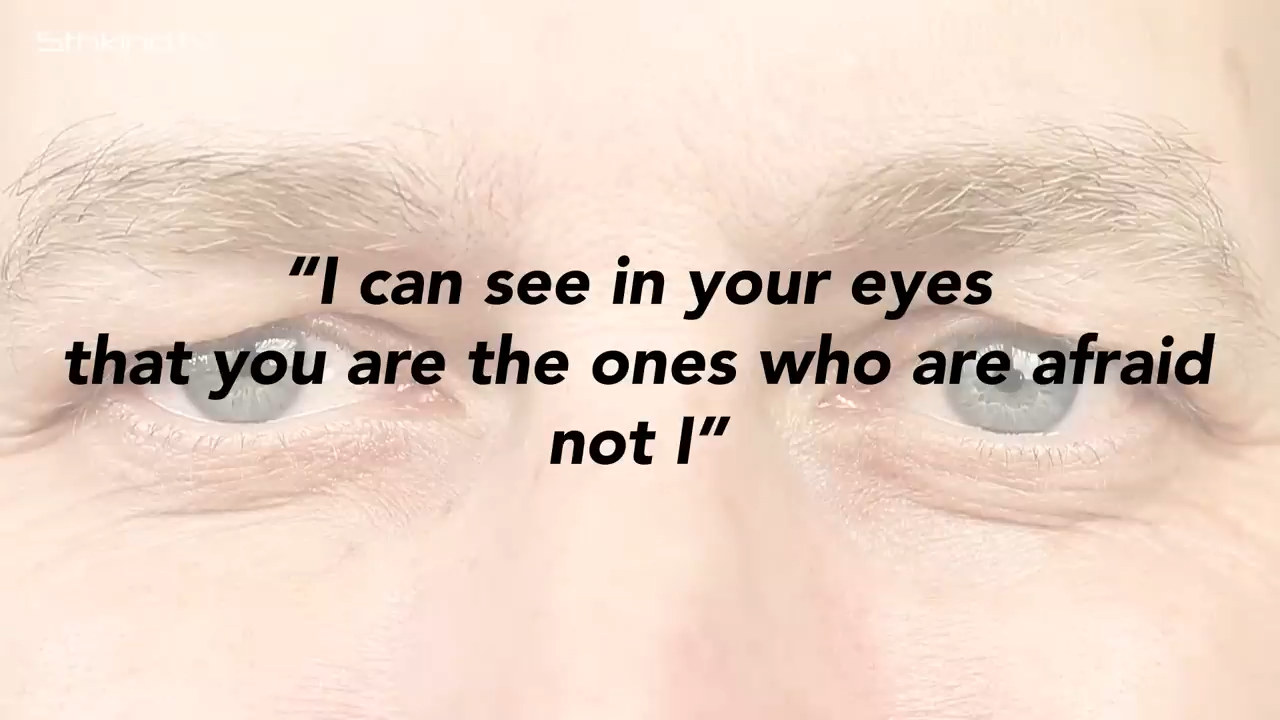 “I can see in your eyes
that you are the ones who are afraid
not I”